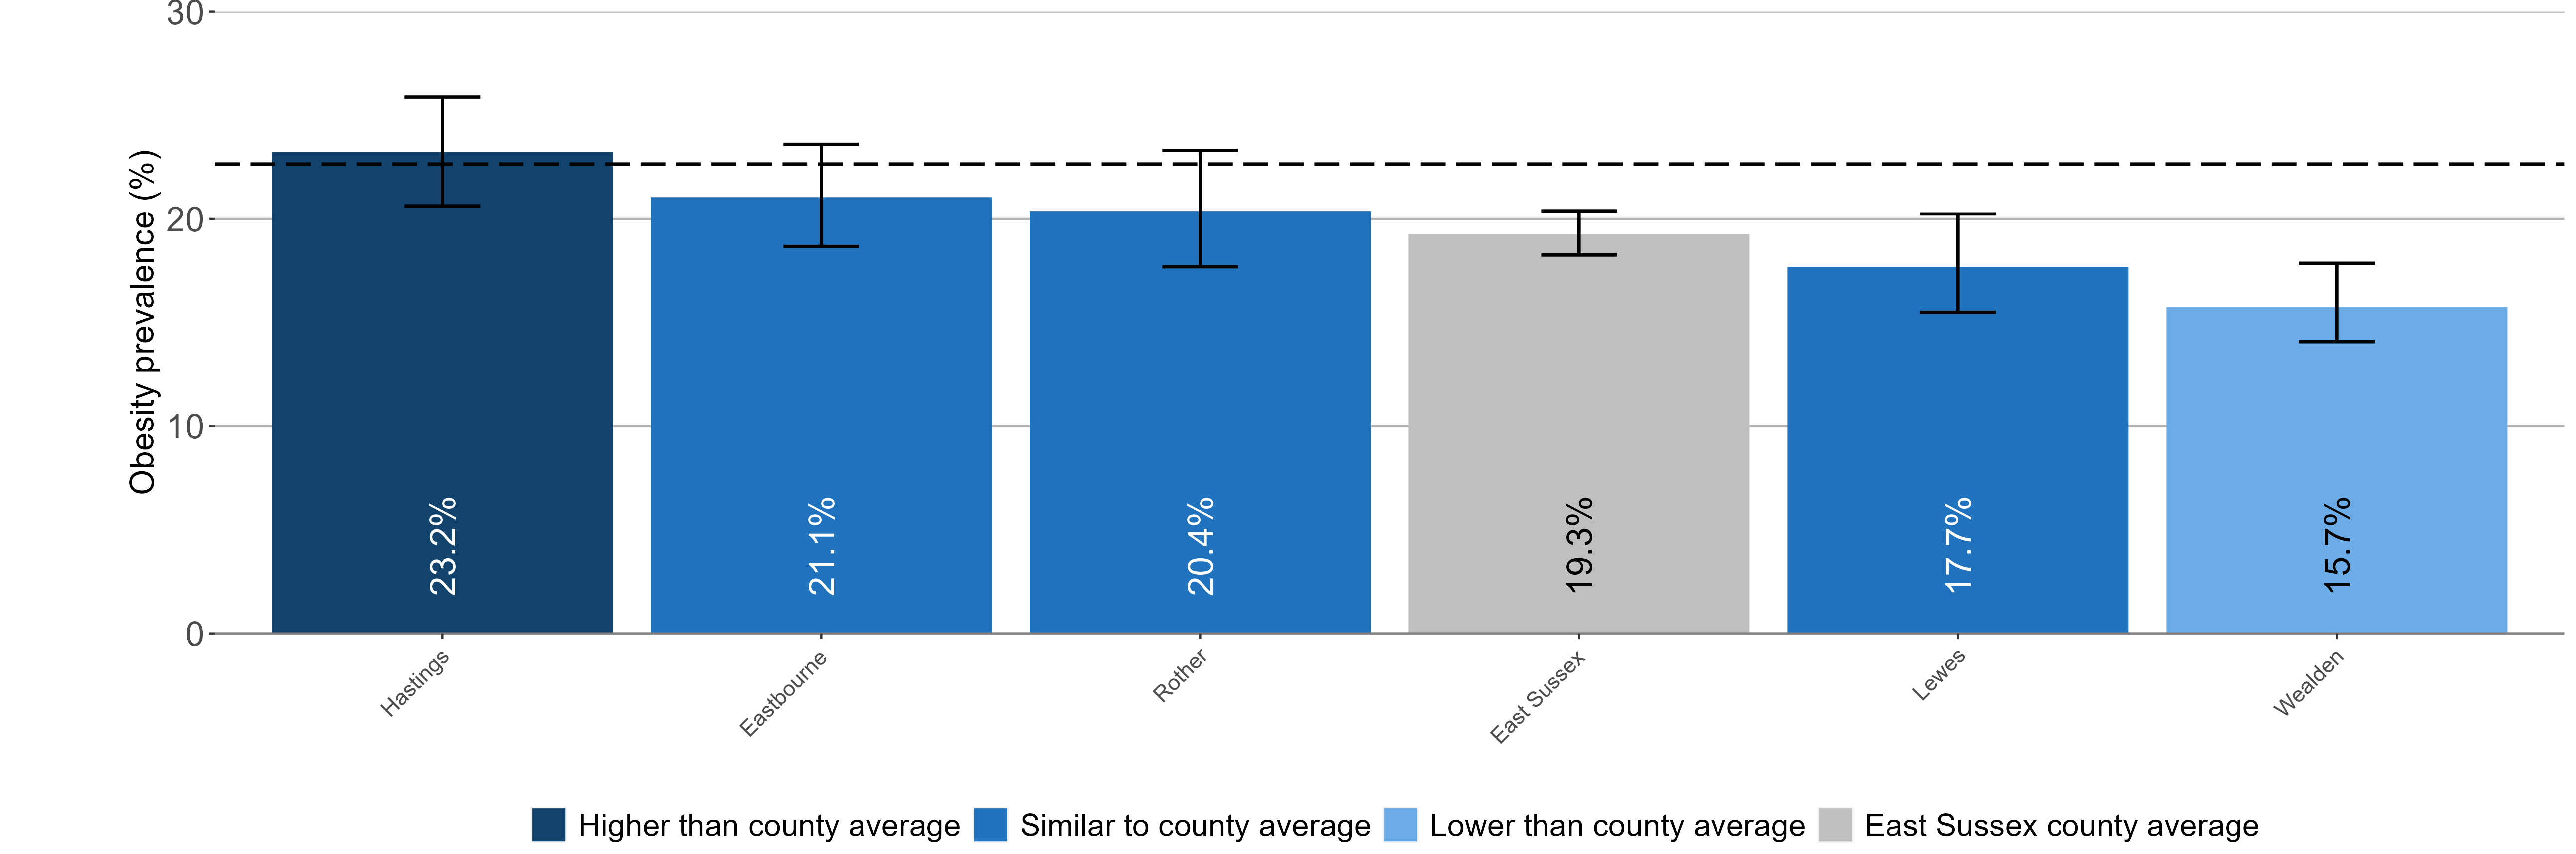 Obesity prevalence (%)
30
20
10
0
23.2%
21.1%
20.4%
19.3%
17.7%
15.7%
Hastings
Eastbourne
Rother
East Sussex
Lewes
Wealden
Higher than county average
Similar to county average
Lower than county average
East Sussex county average